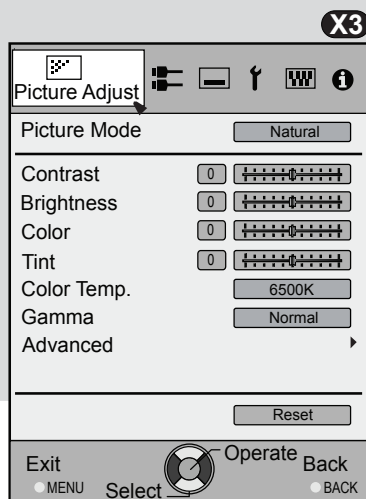 X3
Picture Adjust
Picture Mode Natural
Contrast 0
Brightness 0
Color 0
Tint 0
Color Temp. 6500K
Gamma Normal
Advanced
Reset
Exit Operate Back
MENU Select BACK